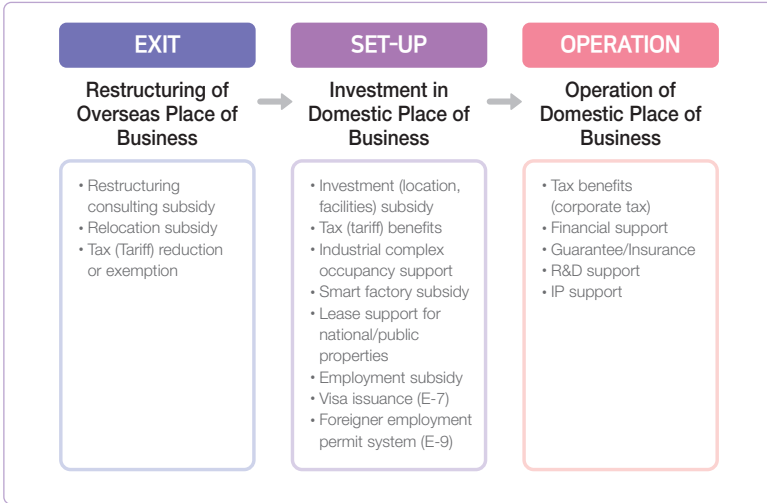 EXIT
Restructuring of
Overseas Place of
Business
• Restructuring
consulting subsidy
• Relocation subsidy
• Tax (Tariff) reduction
or exemption
SET-UP
Investment in
Domestic Place of
Business
• Investment (location,
facilities) subsidy
• Tax (tariff) benefits
• Industrial complex
occupancy support
• Smart factory subsidy
• Lease support for
national/public
properties
• Employment subsidy
• Visa issuance (E-7)
• Foreigner employment
permit system (E-9)
OPERATION
Operation of
Domestic Place of
Business
• Tax benefits
(corporate tax)
• Financial support
• Guarantee/Insurance
• R&D support
• IP support